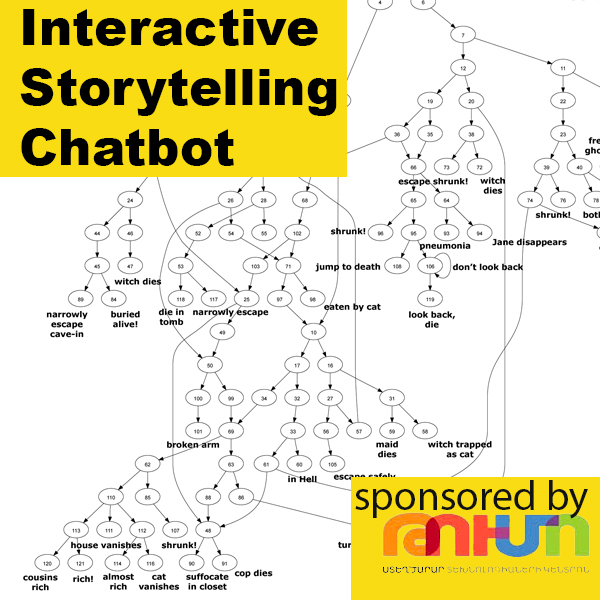 Interactive
Storytelling
Chatbot
4 6
7
12 11
19 20 22
36 35 38 23
66 73 72 39 40
escape shrunk! witch
dies
24 26 28 68 65 64 74 76 78
shrunk! both
44 46 52 54 55 102 shrunk! 96 95 93 94
pneumonia Jane disappears
45 47 53 103 71 jump to death 108 106 don't look back
witch dies
89 84 118 117 25 97 98 119
narrowly
escape
cave-in
buried
alive!
die in
tomb
narrowly escape
eaten by cat
look back,
die
49 10
50 17 16
100 99 34 32 27 31
101 69 33 56 57 59 58
broken arm
maid
dies
witch trapped
as cat
62 63 61 60 105
in Hell
escape safely
110 85 88 86
113 111 112 107 48
house vanishes shrunk!
120 121 114 116 90 91
cousins
rich
rich!
almost
rich
cat
vanishes
suffocate
in closet
cop dies
sponsored by